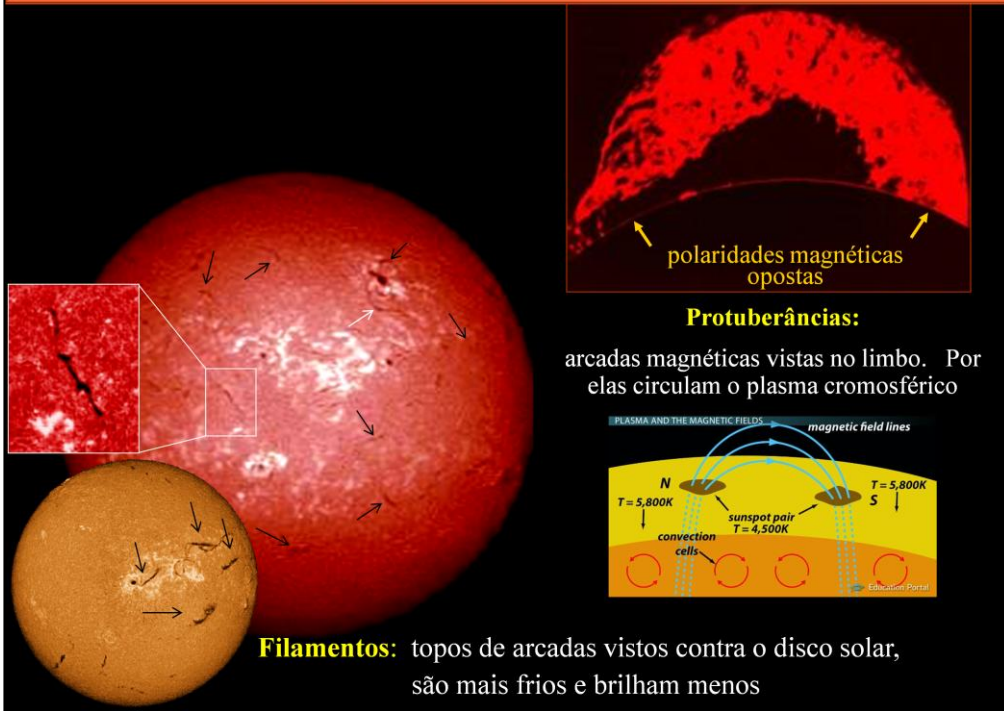 polaridades magnéticas
opostas
Protuberâncias:
arcadas magnéticas vistas no limbo. Por
elas circulam o plasma cromosférico
PLASMA AND THE MAGNETIC FIELDS
magnetic field lines
N
S
T = 5,800K
T = 5,800K
sunspot pair
T = 4,500K
convection
cells
Education Portal
Filamentos: topos de arcadas vistos contra o disco solar,
são mais frios e brilham menos